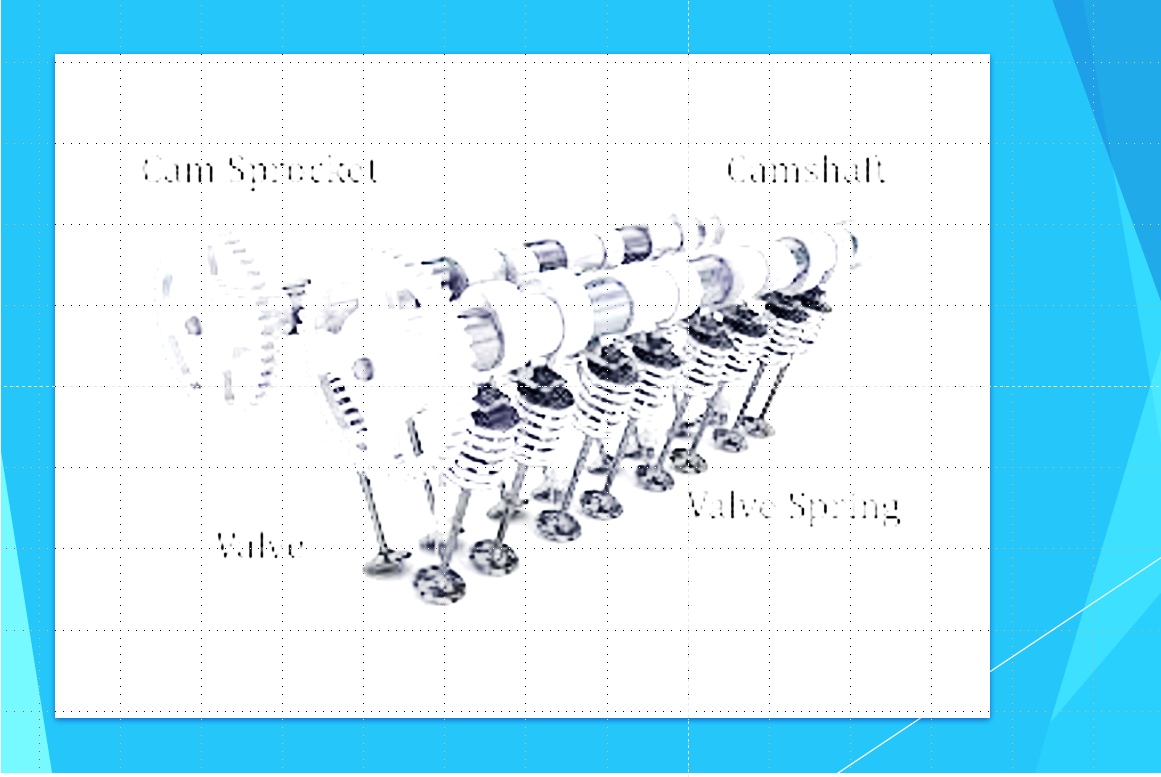 Cam Sprocket
Camshaft
Valve Spring
Valve